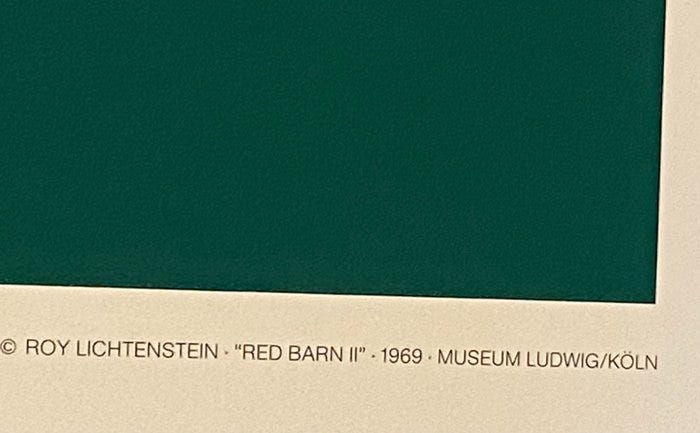 © ROY LICHTENSTEIN · “RED BARN II” · 1969 · MUSEUM LUDWIG/KÖLN